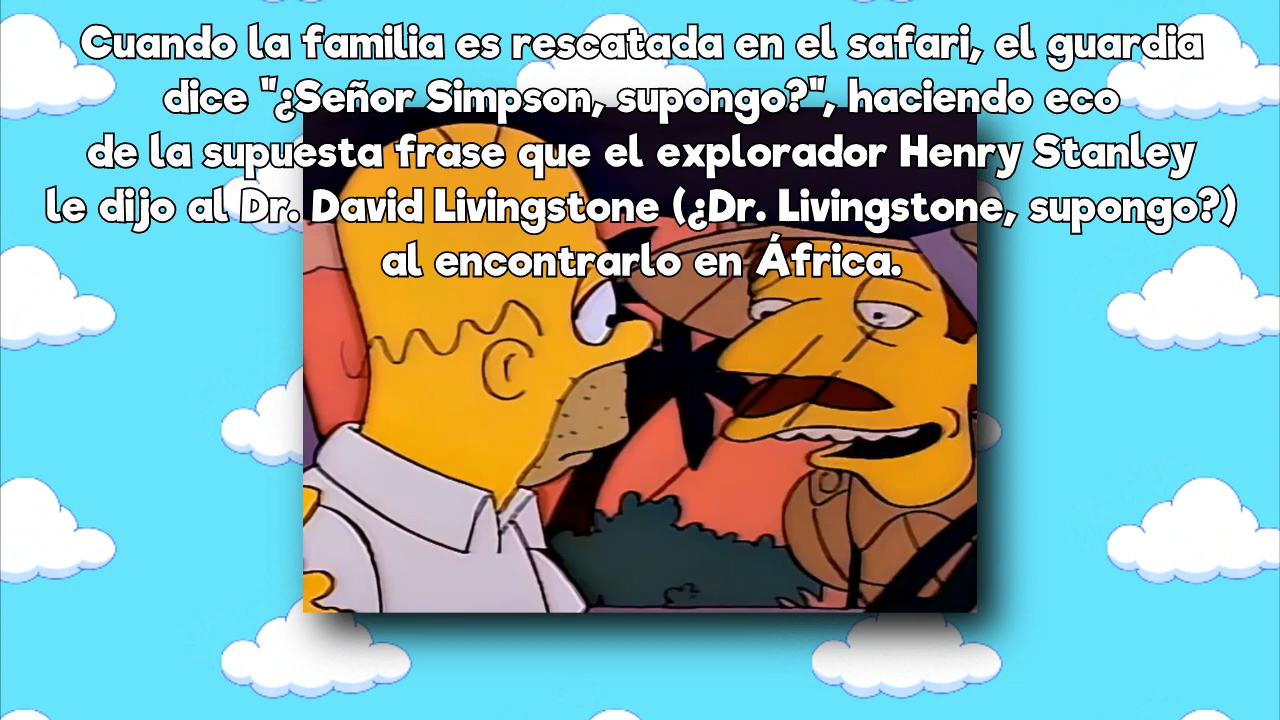 Cuando la familia es rescatada en el safari, el guardia
dice "¿Señor Simpson, supongo?", haciendo eco
de la supuesta frase que el explorador Henry Stanley
le dijo al Dr. David Livingstone (¿Dr. Livingstone, supongo?)
al encontrarlo en África.